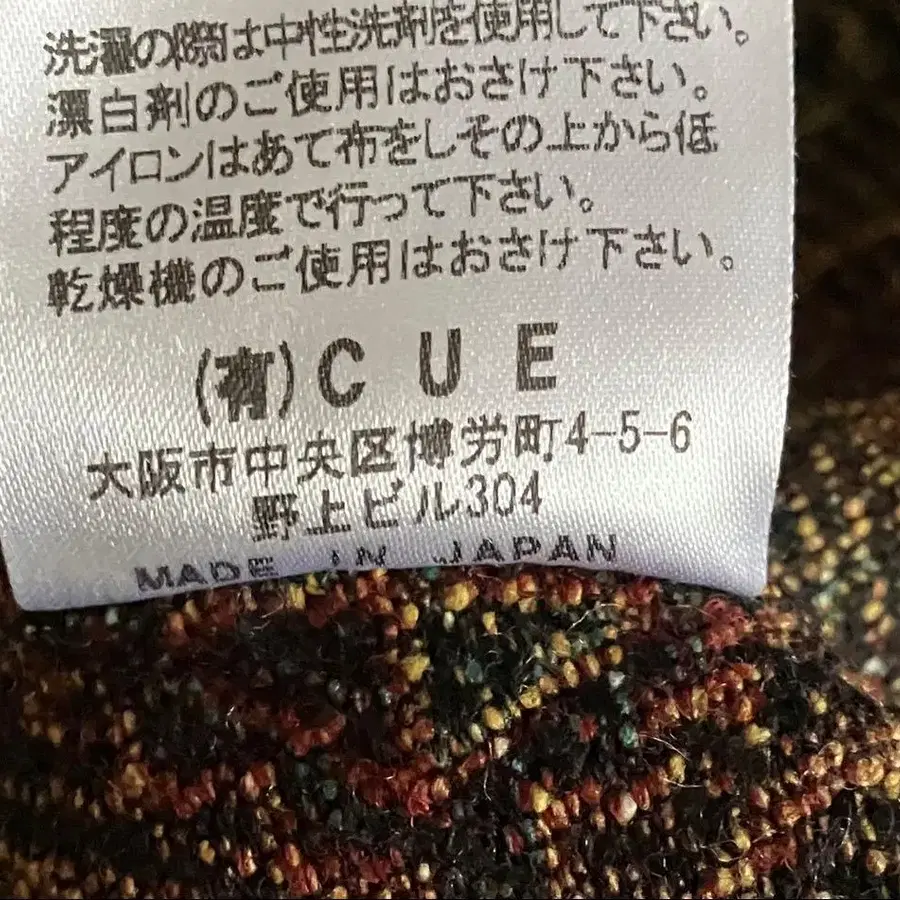 洗濯の際は中性洗剤を使用して下さい。
漂白剤のご使用はおさけ下さい。
アイロンはあて布をしその上から低
程度の温度で行って下さい。
乾燥機のご使用はおさけ下さい。
(有)CUE
大阪市中央区博労町4-5-6
野上ビル304
MADE IN JAPAN